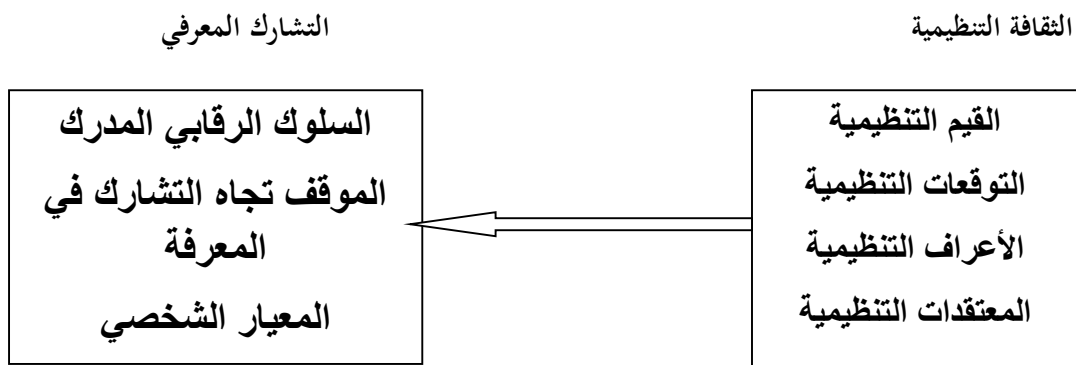 الثقافة التنظيمية
القيم التنظيمية
التوقعات التنظيمية
الأعراف التنظيمية
المعتقدات التنظيمية
التشارك المعرفي
السلوك الرقابي المدرك
الموقف تجاه التشارك في
المعرفة
المعيار الشخصي